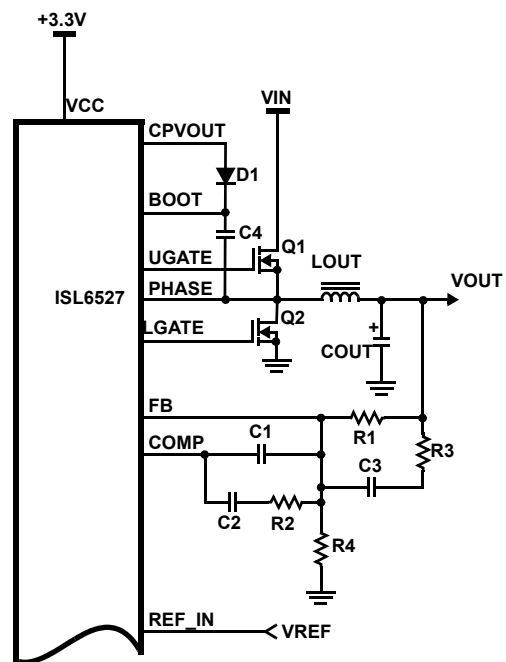 +3.3V
VCC
VIN
CPVOUT
D1
BOOT
C4
Q1
UGATE
LOUT
VOUT
ISL6527
PHASE
Q2
LGATE
+
COUT
FB
R1
COMP
C1
R3
C3
C2
R2
R4
REF_IN
VREF